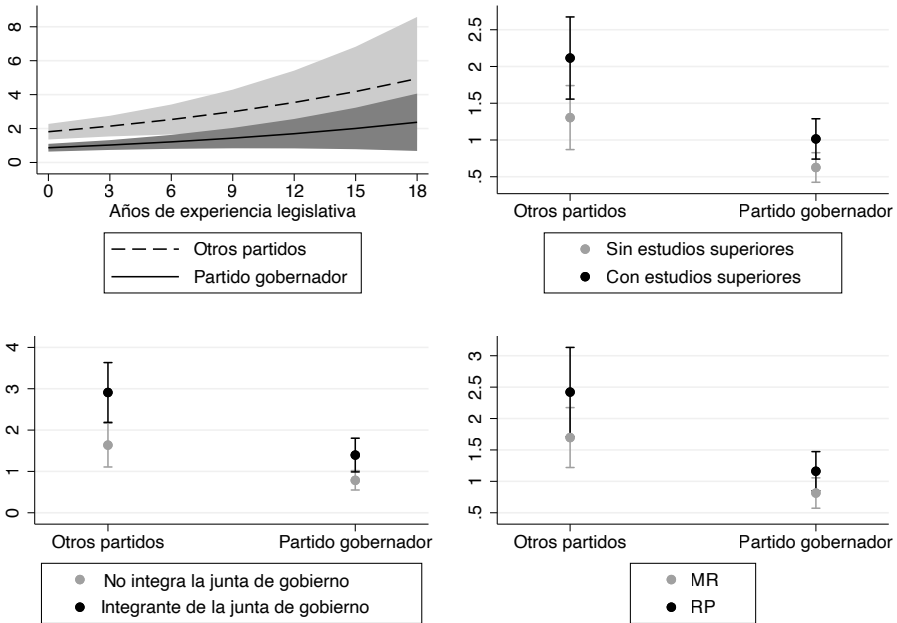 8
6
4
2
0
0 3 6 9 12 15 18
Años de experiencia legislativa
Otros partidos
Partido gobernador
2.5
2
1.5
1
.5
Otros partidos Partido gobernador
Sin estudios superiores
Con estudios superiores
4
3
2
1
0
Otros partidos Partido gobernador
No integra la junta de gobierno
Integrante de la junta de gobierno
3
2.5
2
1.5
1
.5
Otros partidos Partido gobernador
MR
RP